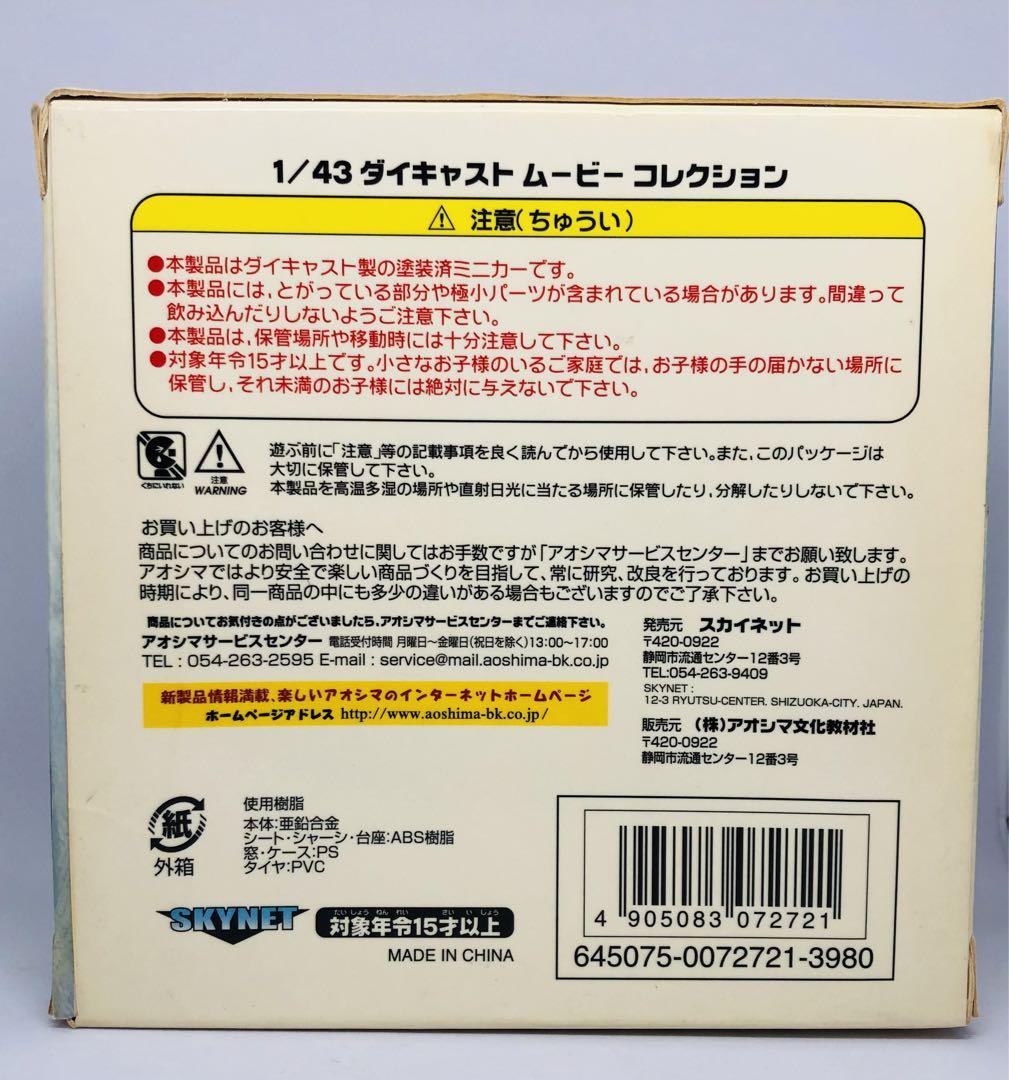 1/43 ダイキャスト ムービー コレクション
⚠ 注意(ちゅうい)
●本製品はダイキャスト製の塗装済ミニカーです。
●本製品には、とがっている部分や極小パーツが含まれている場合があります。間違って
飲み込んだりしないようご注意下さい。
●本製品は、保管場所や移動時には十分注意して下さい。
●対象年令15才以上です。小さなお子様のいるご家庭では、お子様の手の届かない場所に
保管し、それ未満のお子様には絶対に与えないで下さい。
くちにいれない
注意
WARNING
遊ぶ前に「注意」等の記載事項を良く読んでから使用して下さい。また、このパッケージは
大切に保管して下さい。
本製品を高温多湿の場所や直射日光に当たる場所に保管したり、分解したりしないで下さい。
お買い上げのお客様へ
商品についてのお問い合わせに関してはお手数ですが「アオシマサービスセンター」までお願い致します。
アオシマではより安全で楽しい商品づくりを目指して、常に研究、改良を行っております。お買い上げの
時期により、同一商品の中にも多少の違いがある場合もございますのでご了承下さい。
商品についてお気付きの点がございましたら、アオシマサービスセンターまでご連絡下さい。
アオシマサービスセンター 電話受付時間 月曜日〜金曜日(祝日を除く)13:00〜17:00
TEL : 054-263-2595 E-mail : service@mail.aoshima-bk.co.jp
新製品情報満載、楽しいアオシマのインターネットホームページ
ホームページアドレス http://www.aoshima-bk.co.jp/
発売元 スカイネット
〒420-0922
静岡市流通センター12番3号
TEL:054-263-9409
SKYNET :
12-3 RYUTSU-CENTER. SHIZUOKA-CITY. JAPAN.
販売元 (株)アオシマ文化教材社
〒420-0922
静岡市流通センター12番3号
紙
外箱
使用樹脂
本体:亜鉛合金
シート・シャーシ・台座:ABS樹脂
窓・ケース:PS
タイヤ:PVC
SKYNET
たいしょう ねん れい さい い じょう
対象年令15才以上
MADE IN CHINA
4 905083 072721
645075-0072721-3980